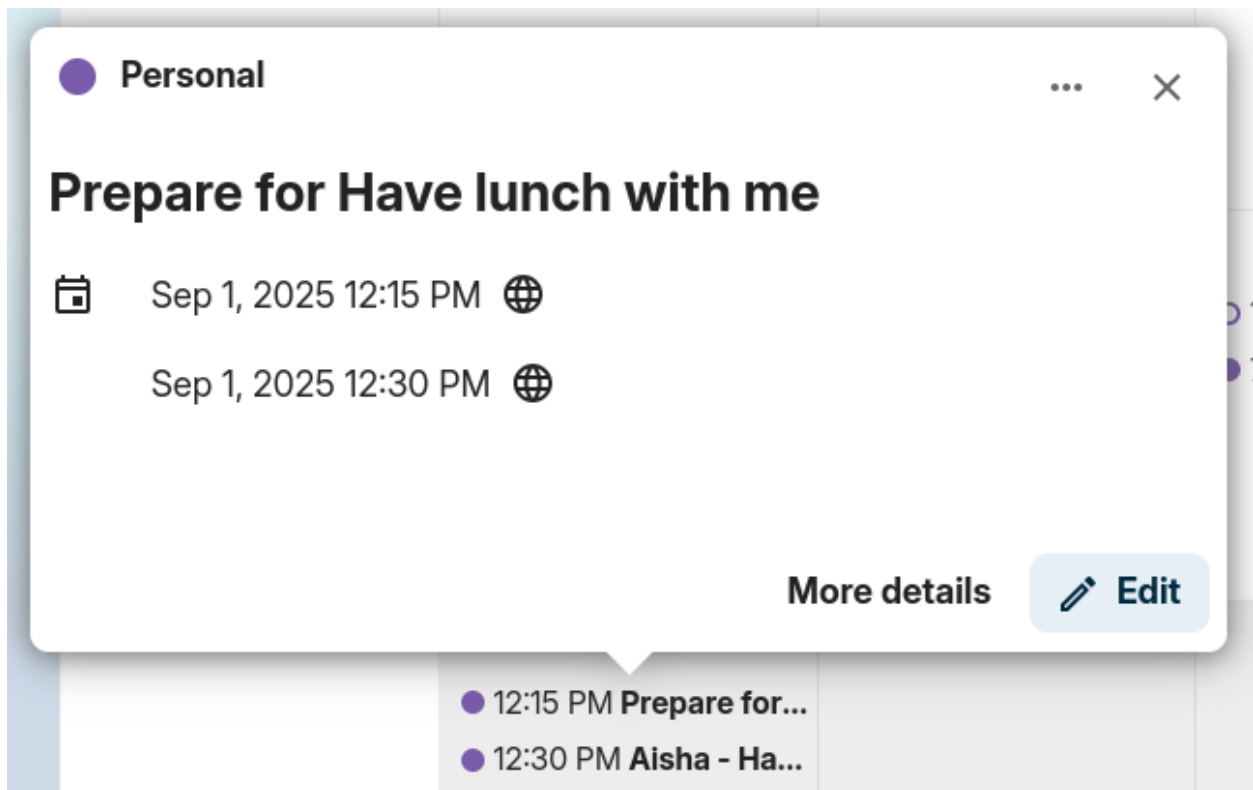 Personal
Prepare for Have lunch with me
Sep 1, 2025 12:15 PM
Sep 1, 2025 12:30 PM
More details
Edit
12:15 PM Prepare for...
12:30 PM Aisha - Ha...